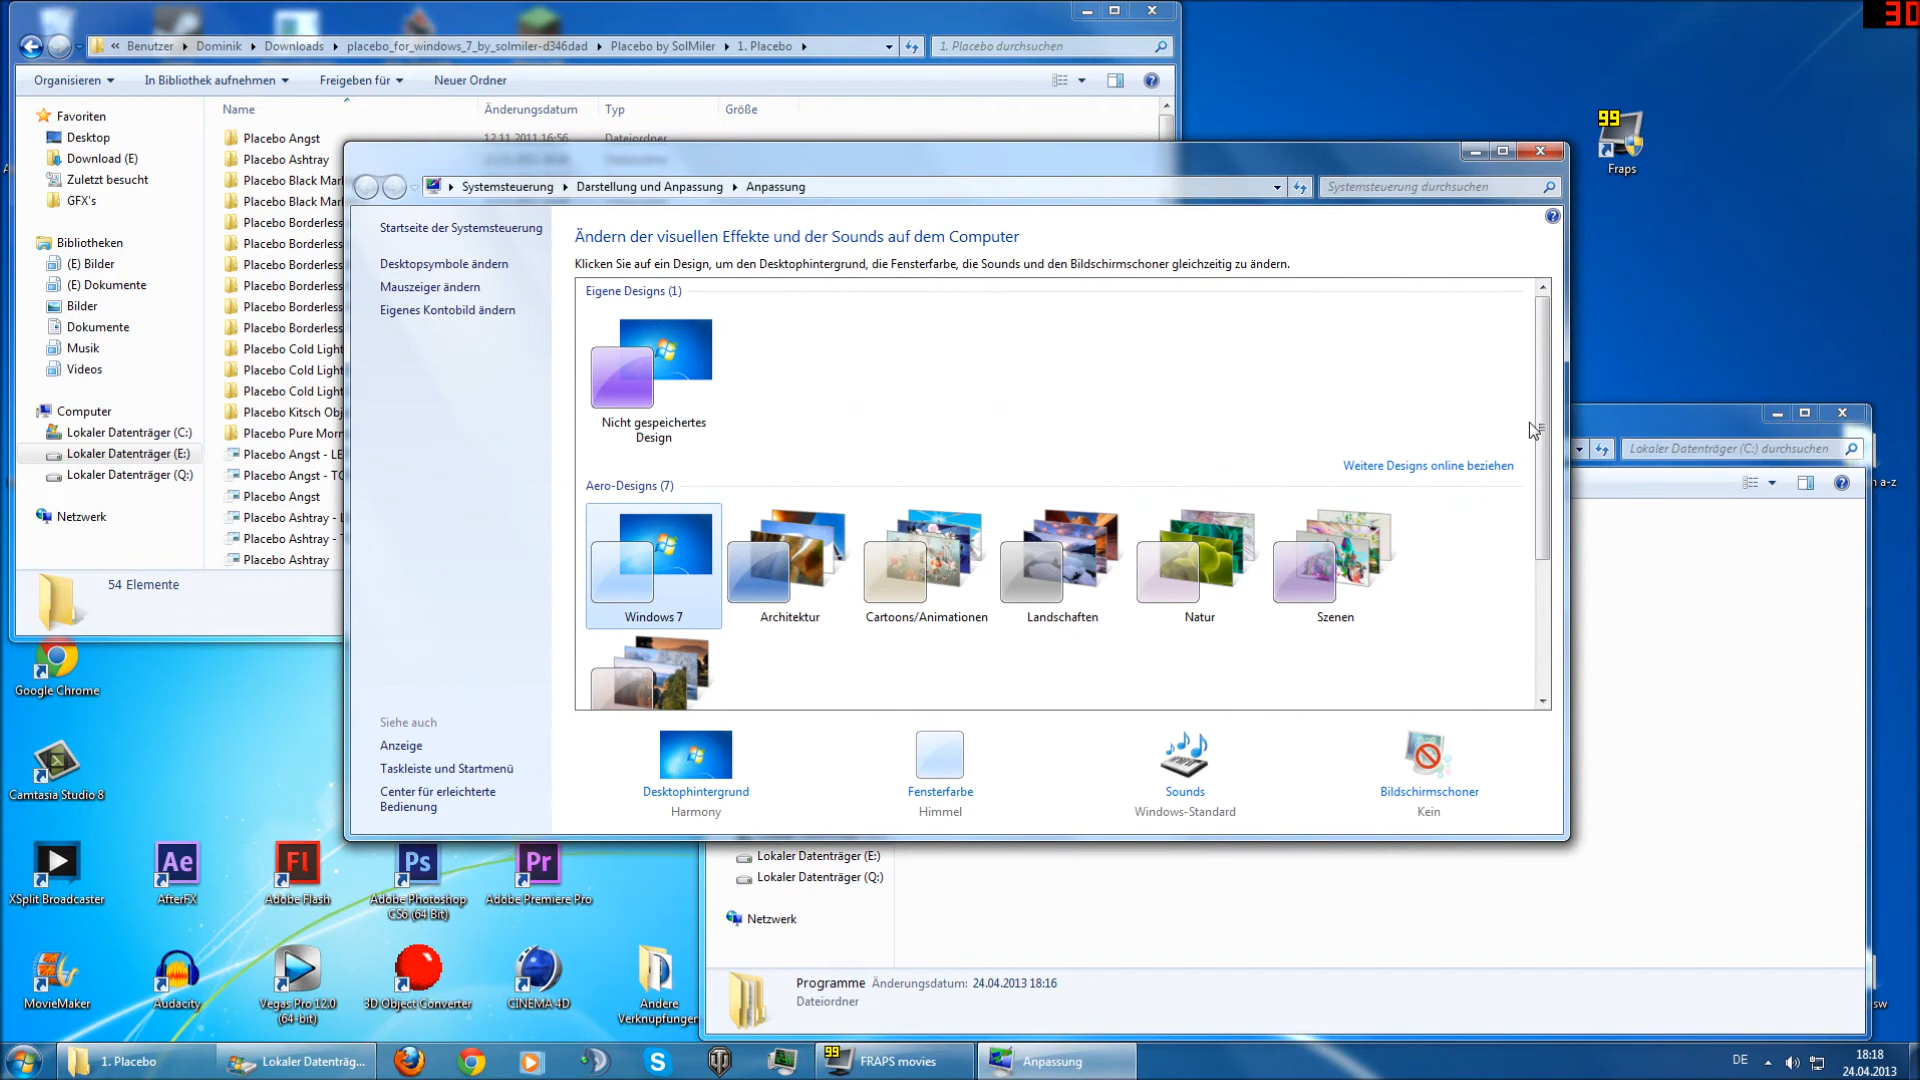 30
« Benutzer Dominik Downloads placebo_for_windows_7_by_solmiler-d346dad Placebo by SolMiler 1. Placebo
1. Placebo durchsuchen
Organisieren In Bibliothek aufnehmen Freigeben für Neuer Ordner
Name Änderungsdatum Typ Größe
Favoriten
Desktop
Download (E)
Zuletzt besucht
GFX's
Bibliotheken
(E) Bilder
(E) Dokumente
Bilder
Dokumente
Musik
Videos
Computer
Lokaler Datenträger (C:)
Lokaler Datenträger (E:)
Lokaler Datenträger (Q:)
Netzwerk
Placebo Angst 12.11.2011 16:56 Dateiordner
Placebo Ashtray
Placebo Black Mar
Placebo Black Mar
Placebo Borderless
Placebo Borderless
Placebo Borderless
Placebo Borderless
Placebo Borderless
Placebo Borderless
Placebo Cold Light
Placebo Cold Light
Placebo Cold Light
Placebo Kitsch Obj
Placebo Pure Morn
Placebo Angst - LE
Placebo Angst - TO
Placebo Angst
Placebo Ashtray - L
Placebo Ashtray - T
Placebo Ashtray
54 Elemente
Systemsteuerung Darstellung und Anpassung Anpassung
Systemsteuerung durchsuchen
Startseite der Systemsteuerung
Desktopsymbole ändern
Mauszeiger ändern
Eigenes Kontobild ändern
Siehe auch
Anzeige
Taskleiste und Startmenü
Center für erleichterte
Bedienung
Ändern der visuellen Effekte und der Sounds auf dem Computer
Klicken Sie auf ein Design, um den Desktophintergrund, die Fensterfarbe, die Sounds und den Bildschirmschoner gleichzeitig zu ändern.
Eigene Designs (1)
Nicht gespeichertes
Design
Weitere Designs online beziehen
Aero-Designs (7)
Windows 7 Architektur Cartoons/Animationen Landschaften Natur Szenen
Desktophintergrund Fensterfarbe Sounds Bildschirmschoner
Harmony Himmel Windows-Standard Kein
99
Fraps
Lokaler Datenträger (C:) durchsuchen
n a-z
Lokaler Datenträger (E:)
Lokaler Datenträger (Q:)
Netzwerk
Programme Änderungsdatum: 24.04.2013 18:16
Dateiordner
sw
Google Chrome
Camtasia Studio 8
Ae Fl Ps Pr
XSplit Broadcaster AfterFX Adobe Flash Adobe Photoshop Adobe Premiere Pro
CS6 (64 Bit)
MovieMaker Audacity Vegas Pro 12.0 3D Object Converter CINEMA 4D Andere
(64-bit) Verknüpfungen
1. Placebo Lokaler Datenträg... 99 FRAPS movies Anpassung
DE 18:18
24.04.2013